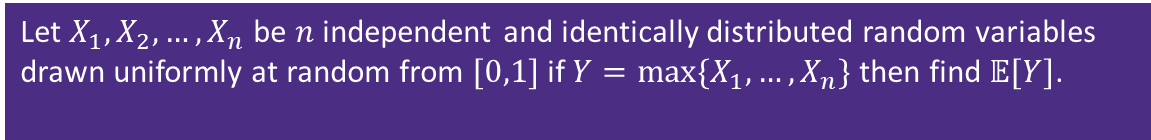 Let X₁, X₂, … , Xₙ be n independent and identically distributed random variables
drawn uniformly at random from [0,1] if Y = max{X₁, … , Xₙ} then find 𝔼[Y].